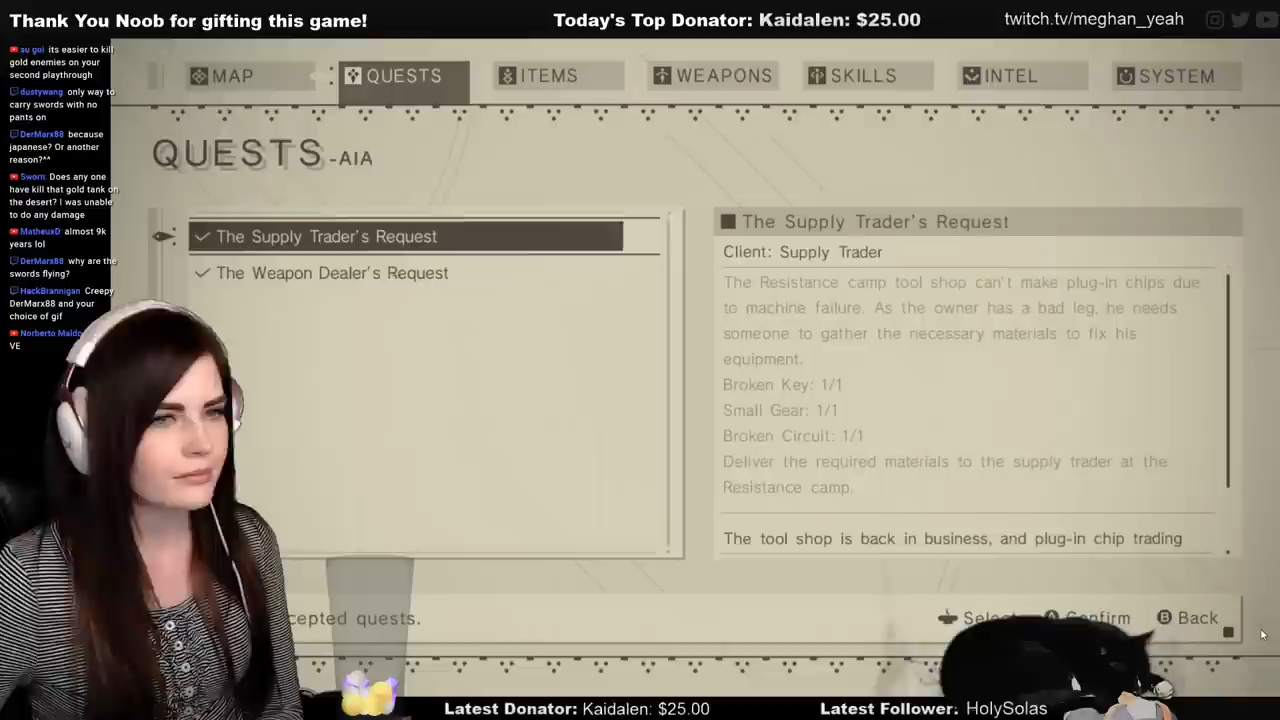 Thank You Noob for gifting this game!
Today's Top Donator: Kaidalen: $25.00
twitch.tv/meghan_yeah
su goi its easier to kill
gold enemies on your
second playthrough
dustywang: only way to
carry swords with no
pants on
DerMarx88: because
japanese? Or another
reason?^^
Sworn: Does any one
have kill that gold tank on
the desert? I was unable
to do any damage
MatheuxD: almost 9k
years lol
DerMarx88: why are the
swords flying?
HackBrannigan Creepy
DerMarx88 and your
choice of gif
Norberto
VE
MAP
QUESTS
ITEMS
WEAPONS
SKILLS
INTEL
SYSTEM
QUESTS -AIA
The Supply Trader's Request
The Weapon Dealer's Request
The Supply Trader's Request
Client: Supply Trader
The Resistance camp tool shop can't make plug-in chips due
to machine failure. As the owner has a bad leg, he needs
someone to gather the necessary materials to fix his
equipment.
Broken Key: 1/1
Small Gear: 1/1
Broken Circuit: 1/1
Deliver the required materials to the supply trader at the
Resistance camp.
The tool shop is back in business, and plug-in chip trading
cepted quests.
Select
A Confirm
B Back
Latest Donator: Kaidalen: $25.00
Latest Follower: HolySolas